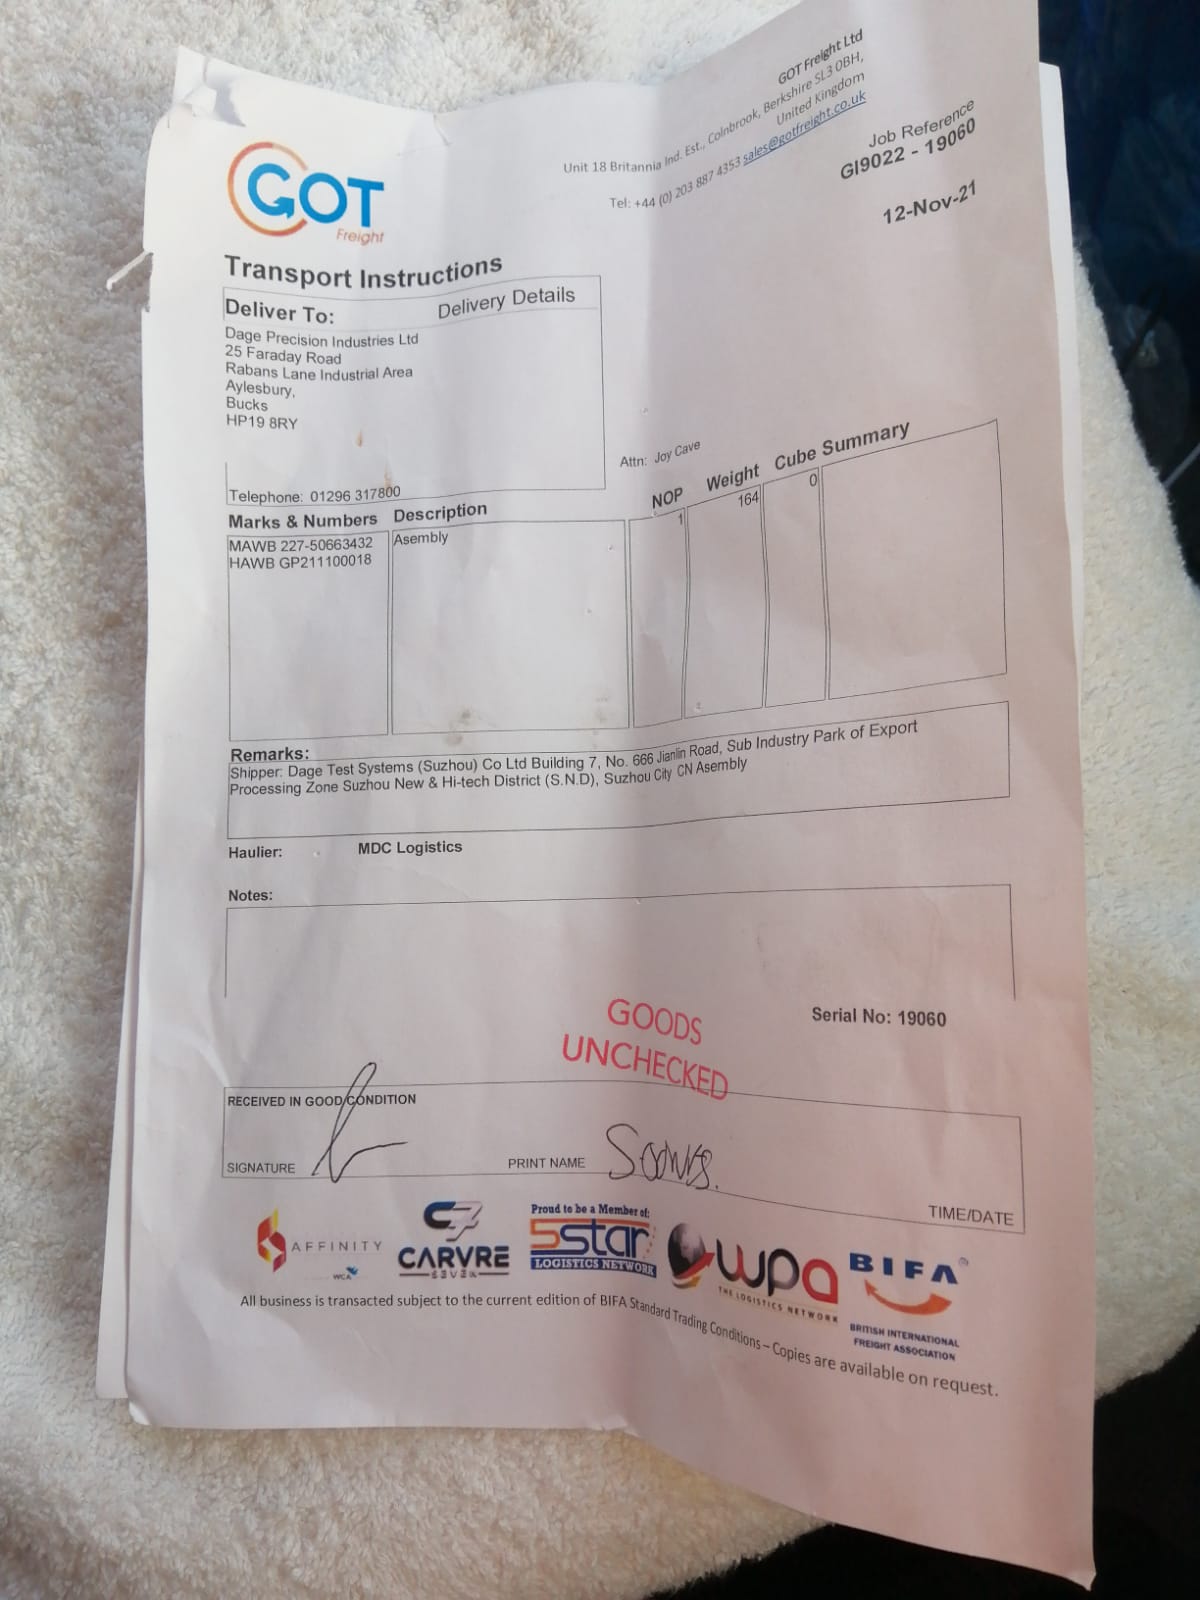 GOT
Freight
GOT Freight Ltd
Unit 18 Britannia Ind. Est., Colnbrook, Berkshire SL3 0BH,
United Kingdom
Tel: +44 (0) 203 887 4353 sales@gotfreight.co.uk
Job Reference
GI9022 - 19060
12-Nov-21
Transport Instructions
Deliver To: Delivery Details
Dage Precision Industries Ltd
25 Faraday Road
Rabans Lane Industrial Area
Aylesbury,
Bucks
HP19 8RY
Attn: Joy Cave
Telephone: 01296 317800
Marks & Numbers Description NOP Weight Cube Summary
MAWB 227-50663432 Asembly 1 164 0
HAWB GP211100018
Remarks:
Shipper: Dage Test Systems (Suzhou) Co Ltd Building 7, No. 666 Jianlin Road, Sub Industry Park of Export
Processing Zone Suzhou New & Hi-tech District (S.N.D), Suzhou City CN Asembly
Haulier: MDC Logistics
Notes:
Serial No: 19060
GOODS
UNCHECKED
RECEIVED IN GOOD CONDITION
SIGNATURE PRINT NAME
TIME/DATE
AFFINITY
WCA
CARVRE
SEVEN
Proud to be a Member of:
5star
LOGISTICS NETWORK
wpa
THE LOGISTICS NETWORK
BIFA
BRITISH INTERNATIONAL
FREIGHT ASSOCIATION
All business is transacted subject to the current edition of BIFA Standard Trading Conditions – Copies are available on request.